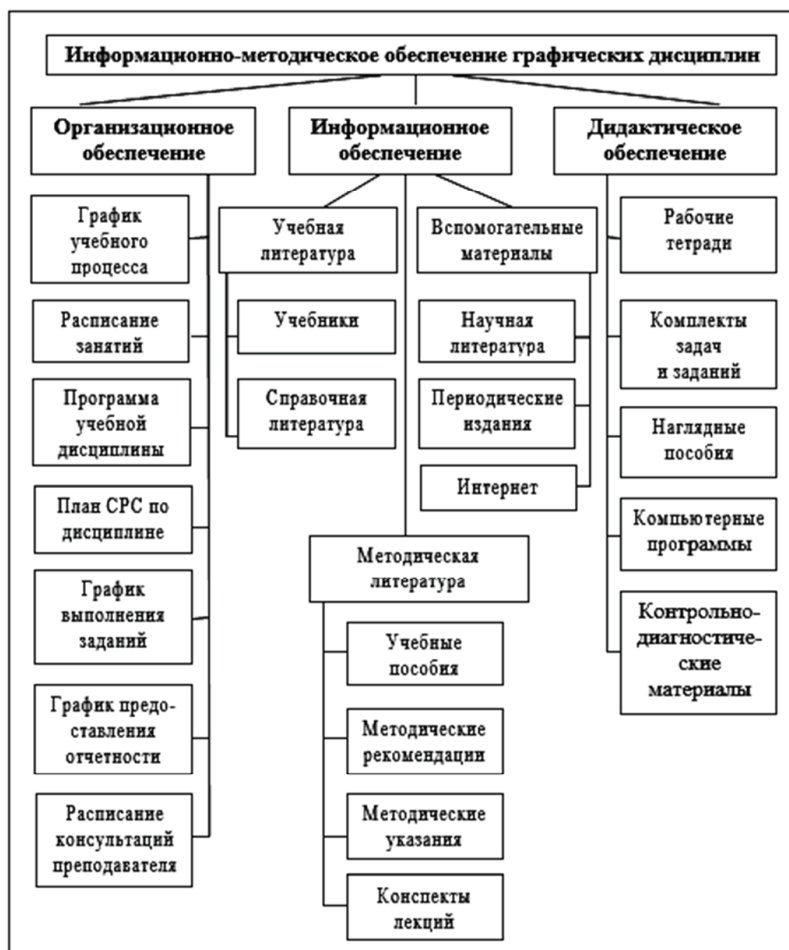 Информационно-методическое обеспечение графических дисциплин
Организационное
обеспечение
Информационное
обеспечение
Дидактическое
обеспечение
График
учебного
процесса
Расписание
занятий
Программа
учебной
дисциплины
План СРС по
дисциплине
График
выполнения
заданий
График предо-
ставления
отчетности
Расписание
консультаций
преподавателя
Учебная
литература
Учебники
Справочная
литература
Вспомогательные
материалы
Научная
литература
Периодические
издания
Интернет
Методическая
литература
Учебные
пособия
Методические
рекомендации
Методические
указания
Конспекты
лекций
Рабочие
тетради
Комплекты
задач
и заданий
Наглядные
пособия
Компьютерные
программы
Контрольно-
диагностиче-
ские
материалы